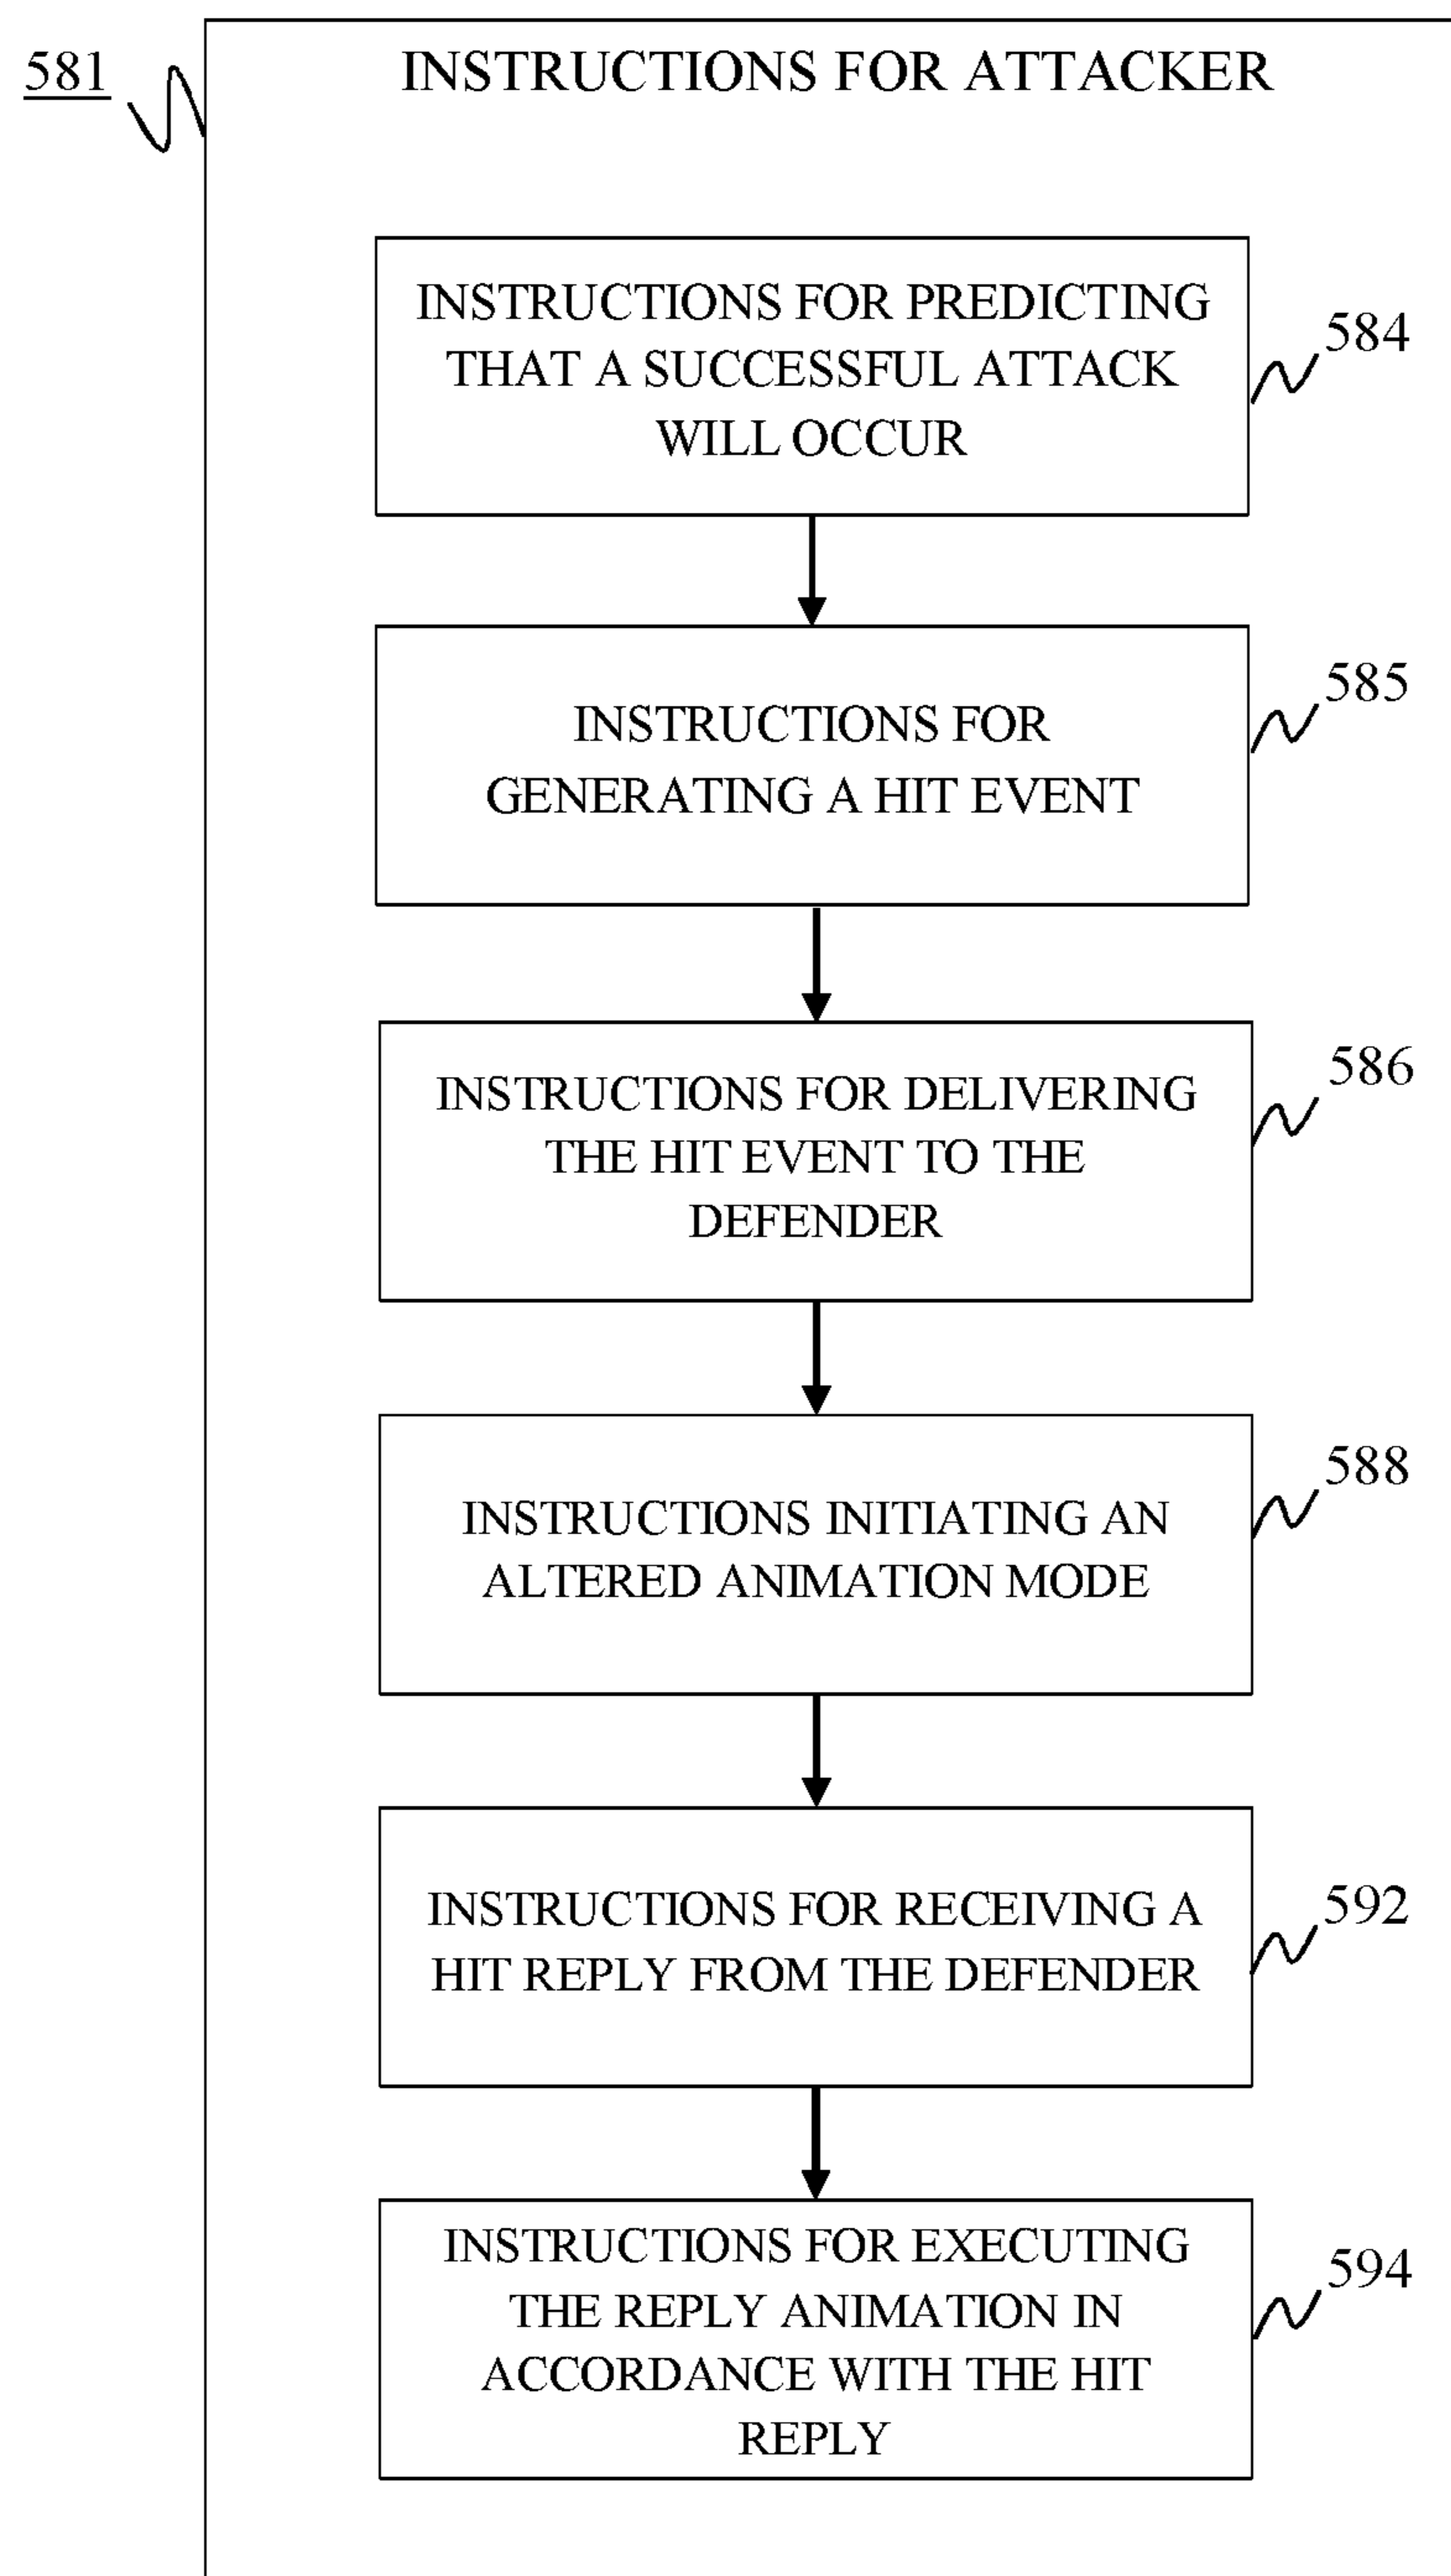 581
INSTRUCTIONS FOR ATTACKER
INSTRUCTIONS FOR PREDICTING
THAT A SUCCESSFUL ATTACK
WILL OCCUR
584
INSTRUCTIONS FOR
GENERATING A HIT EVENT
585
INSTRUCTIONS FOR DELIVERING
THE HIT EVENT TO THE
DEFENDER
586
INSTRUCTIONS INITIATING AN
ALTERED ANIMATION MODE
588
INSTRUCTIONS FOR RECEIVING A
HIT REPLY FROM THE DEFENDER
592
INSTRUCTIONS FOR EXECUTING
THE REPLY ANIMATION IN
ACCORDANCE WITH THE HIT
REPLY
594